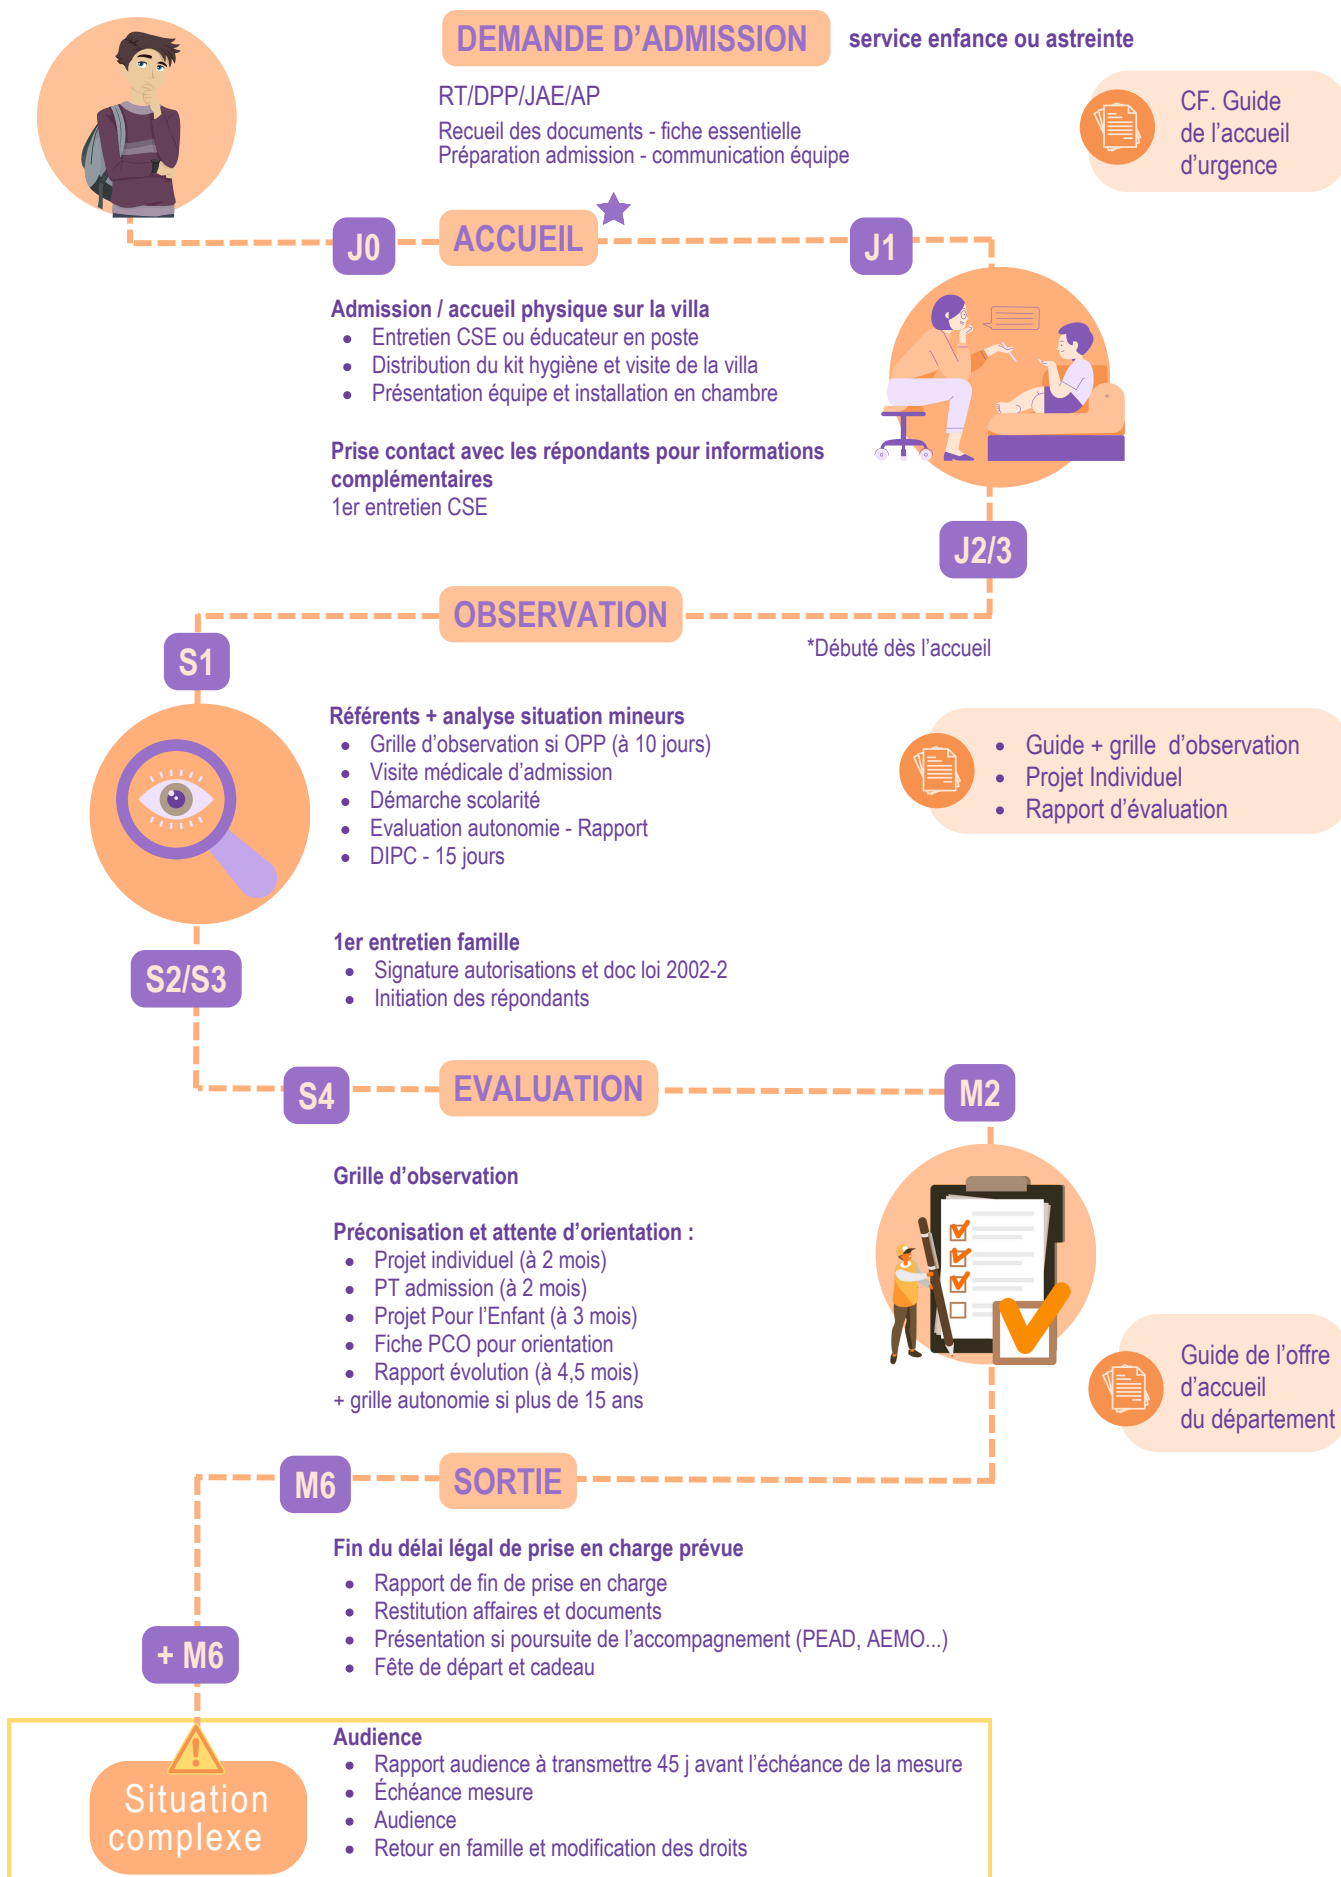 DEMANDE D’ADMISSION
service enfance ou astreinte
RT/DPP/JAE/AP
Recueil des documents - fiche essentielle
Préparation admission - communication équipe
CF. Guide
de l’accueil
d’urgence
J0
ACCUEIL
J1
Admission / accueil physique sur la villa
• Entretien CSE ou éducateur en poste
• Distribution du kit hygiène et visite de la villa
• Présentation équipe et installation en chambre
Prise contact avec les répondants pour informations
complémentaires
1er entretien CSE
J2/3
OBSERVATION
*Débuté dès l’accueil
S1
Référents + analyse situation mineurs
• Grille d’observation si OPP (à 10 jours)
• Visite médicale d’admission
• Démarche scolarité
• Evaluation autonomie - Rapport
• DIPC - 15 jours
• Guide + grille d’observation
• Projet Individuel
• Rapport d’évaluation
1er entretien famille
• Signature autorisations et doc loi 2002-2
• Initiation des répondants
S2/S3
S4
EVALUATION
M2
Grille d’observation
Préconisation et attente d’orientation :
• Projet individuel (à 2 mois)
• PT admission (à 2 mois)
• Projet Pour l’Enfant (à 3 mois)
• Fiche PCO pour orientation
• Rapport évolution (à 4,5 mois)
+ grille autonomie si plus de 15 ans
Guide de l’offre
d’accueil
du département
M6
SORTIE
Fin du délai légal de prise en charge prévue
• Rapport de fin de prise en charge
• Restitution affaires et documents
• Présentation si poursuite de l’accompagnement (PEAD, AEMO...)
• Fête de départ et cadeau
+ M6
Situation
complexe
Audience
• Rapport audience à transmettre 45 j avant l’échéance de la mesure
• Échéance mesure
• Audience
• Retour en famille et modification des droits